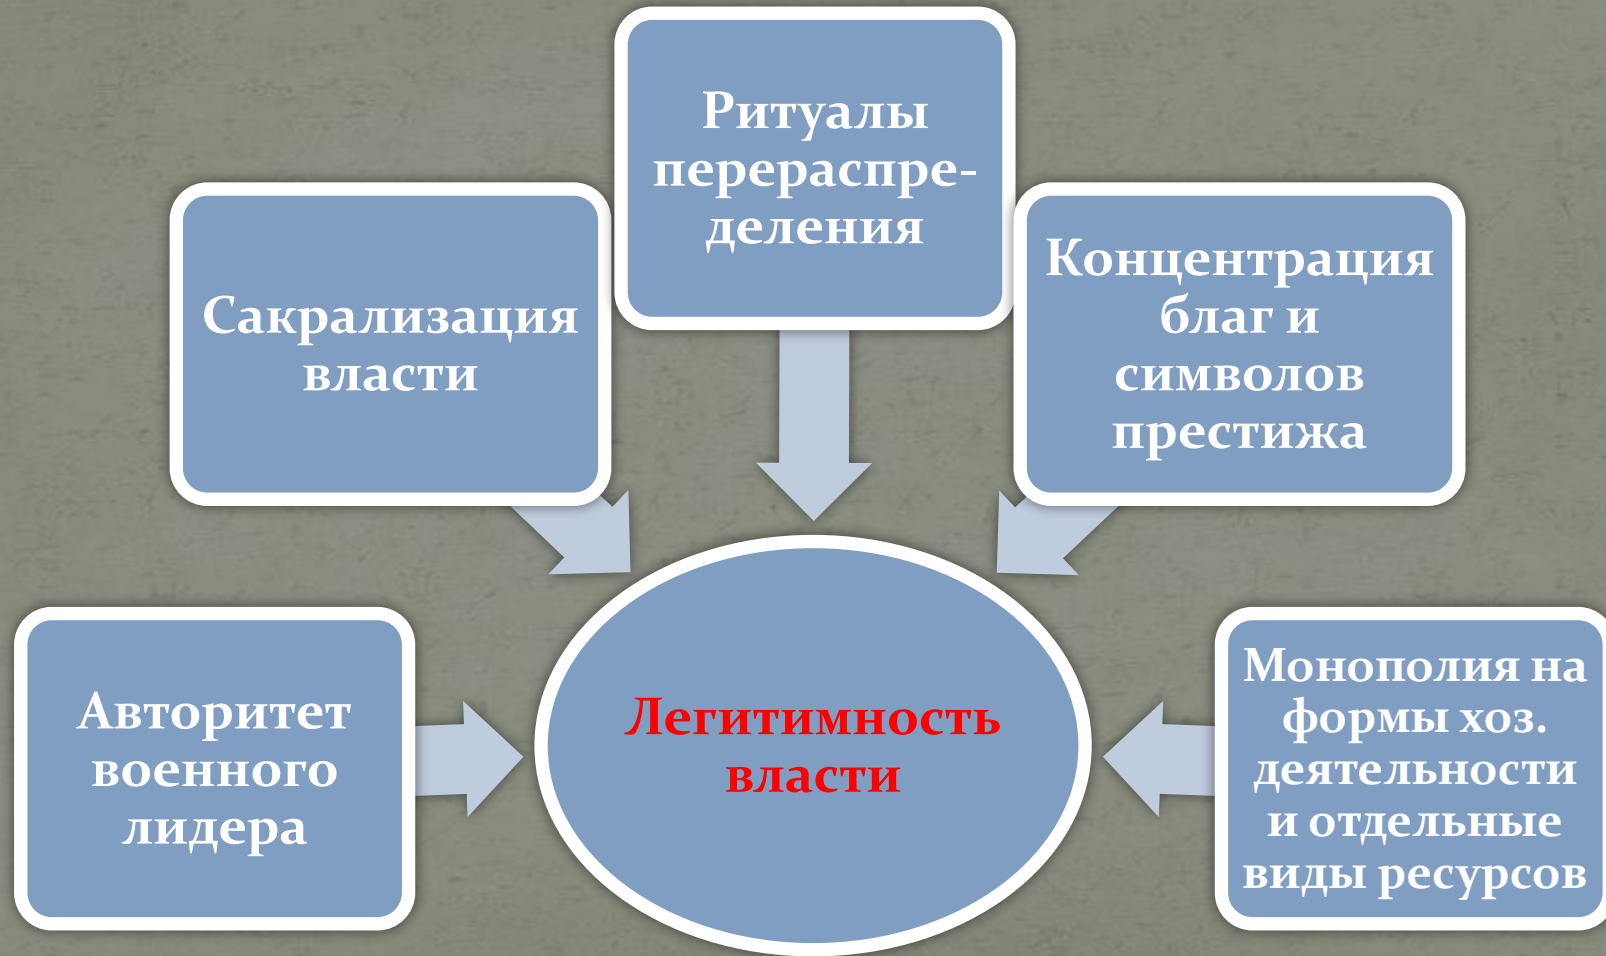 Ритуалы
перераспре-
деления
Сакрализация
власти
Концентрация
благ и
символов
престижа
Авторитет
военного
лидера
Легитимность
власти
Монополия на
формы хоз.
деятельности
и отдельные
виды ресурсов